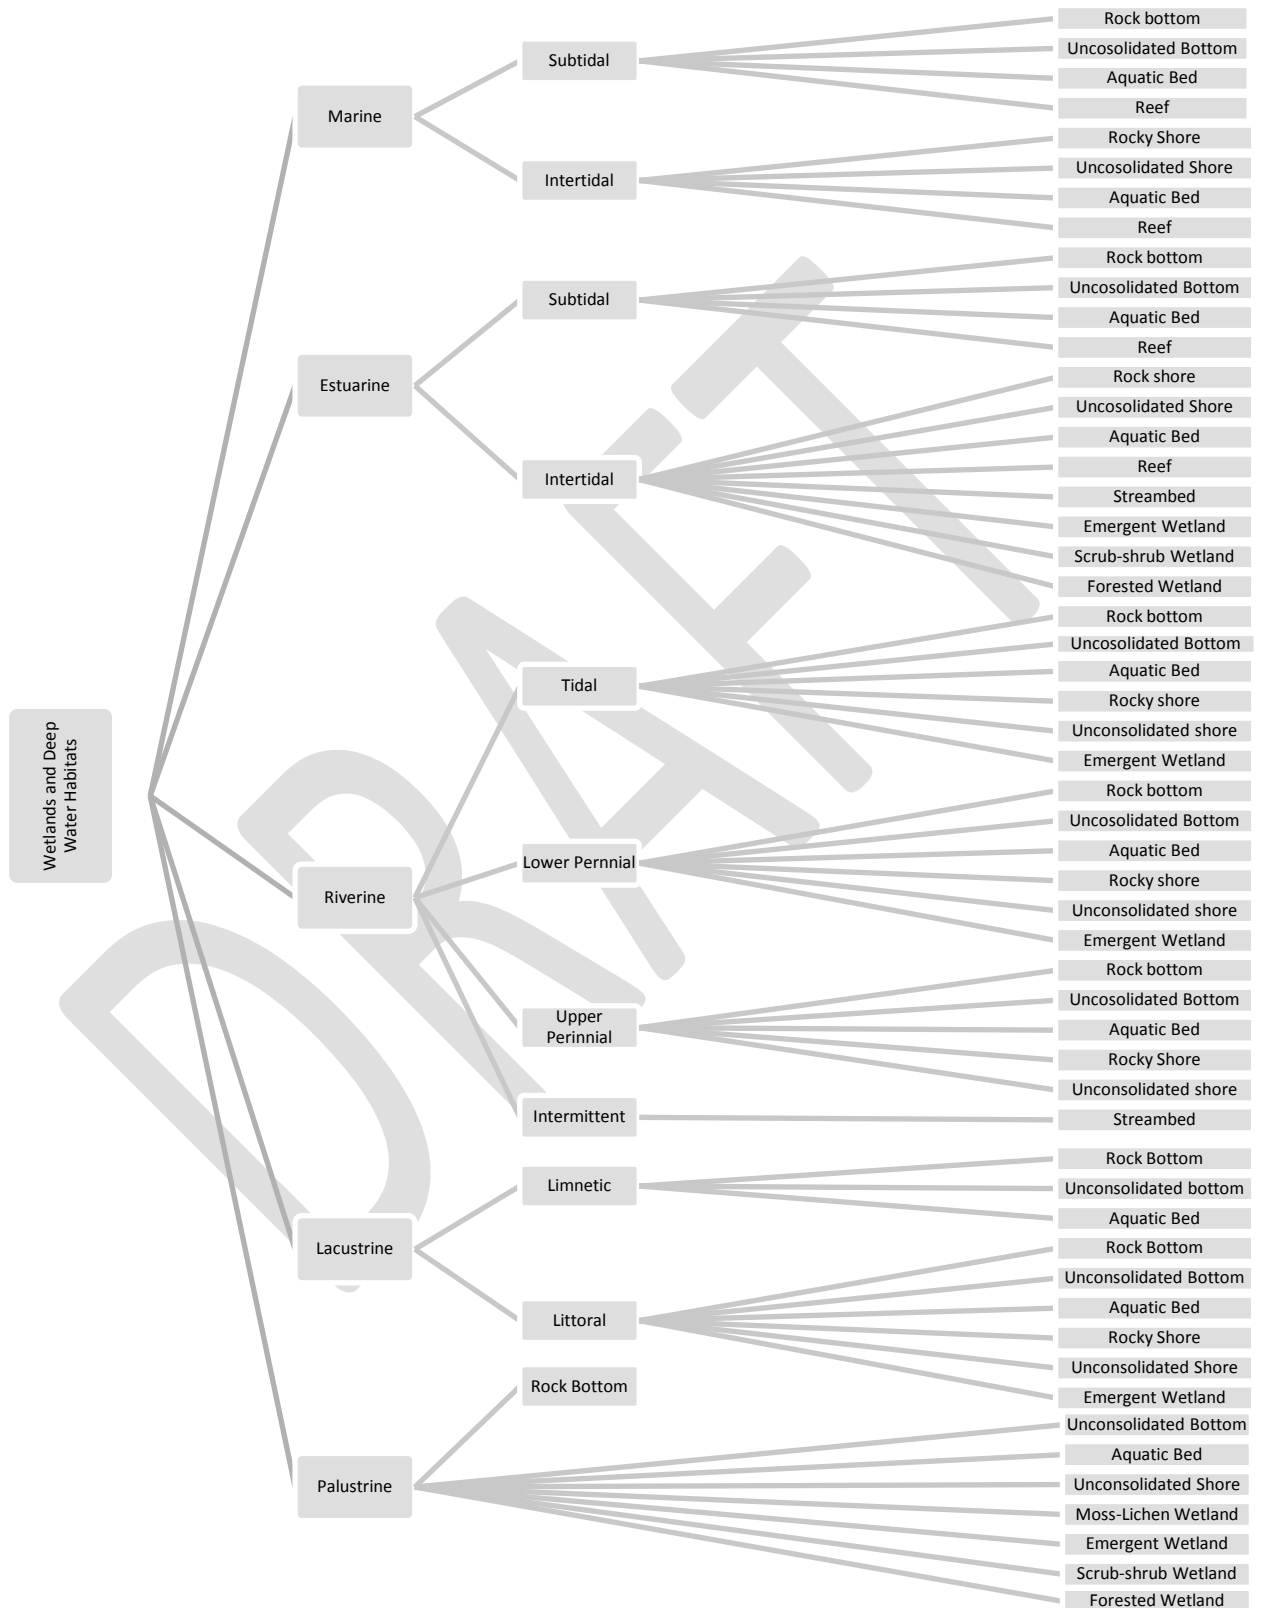 Wetlands and Deep
Water Habitats
Marine
Subtidal
Rock bottom
Uncosolidated Bottom
Aquatic Bed
Reef
Intertidal
Rocky Shore
Uncosolidated Shore
Aquatic Bed
Reef
Estuarine
Subtidal
Rock bottom
Uncosolidated Bottom
Aquatic Bed
Reef
Intertidal
Rock shore
Uncosolidated Shore
Aquatic Bed
Reef
Streambed
Emergent Wetland
Scrub-shrub Wetland
Forested Wetland
Riverine
Tidal
Rock bottom
Uncosolidated Bottom
Aquatic Bed
Rocky shore
Unconsolidated shore
Emergent Wetland
Lower Pernnial
Rock bottom
Uncosolidated Bottom
Aquatic Bed
Rocky shore
Unconsolidated shore
Emergent Wetland
Upper
Perinnial
Rock bottom
Uncosolidated Bottom
Aquatic Bed
Rocky Shore
Unconsolidated shore
Intermittent
Streambed
Lacustrine
Limnetic
Rock Bottom
Unconsolidated bottom
Aquatic Bed
Littoral
Rock Bottom
Unconsolidated Bottom
Aquatic Bed
Rocky Shore
Unconsolidated Shore
Emergent Wetland
Palustrine
Rock Bottom
Unconsolidated Bottom
Aquatic Bed
Unconsolidated Shore
Moss-Lichen Wetland
Emergent Wetland
Scrub-shrub Wetland
Forested Wetland
DRAFT